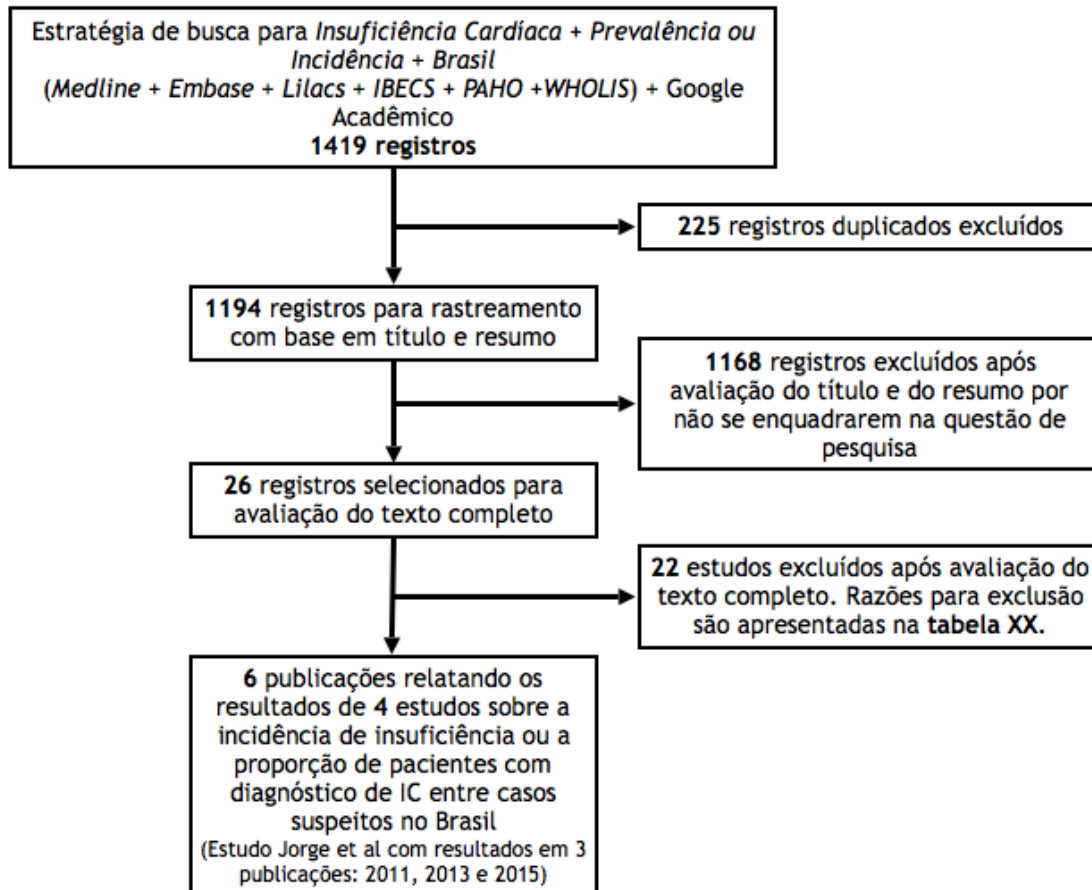 Estratégia de busca para Insuficiência Cardíaca + Prevalência ou
Incidência + Brasil
(Medline + Embase + Lilacs + IBECS + PAHO +WHOLIS) + Google
Acadêmico
1419 registros
225 registros duplicados excluídos
1194 registros para rastreamento
com base em título e resumo
1168 registros excluídos após
avaliação do título e do resumo por
não se enquadrarem na questão de
pesquisa
26 registros selecionados para
avaliação do texto completo
22 estudos excluídos após avaliação do
texto completo. Razões para exclusão
são apresentadas na tabela XX.
6 publicações relatando os
resultados de 4 estudos sobre a
incidência de insuficiência ou a
proporção de pacientes com
diagnóstico de IC entre casos
suspeitos no Brasil
(Estudo Jorge et al com resultados em 3
publicações: 2011, 2013 e 2015)